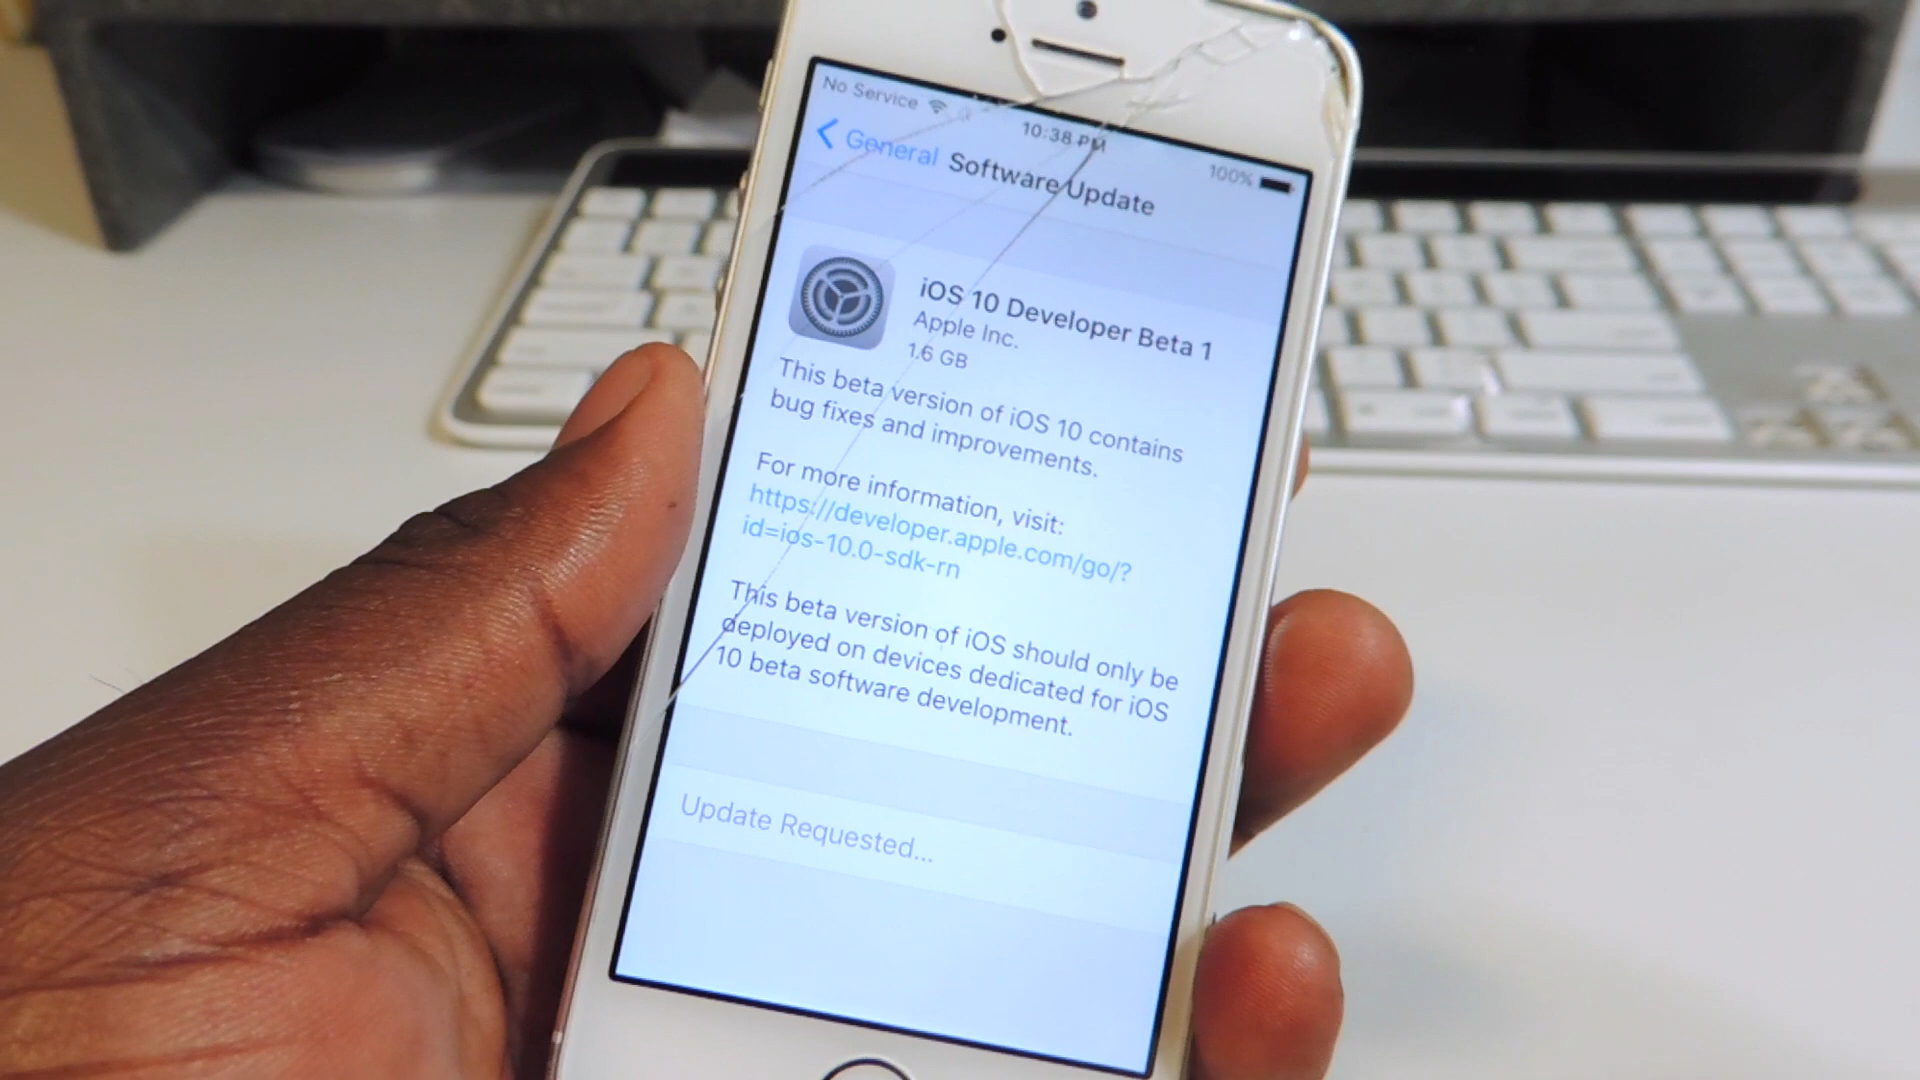 No Service
10:38 PM
100%
General
Software Update
iOS 10 Developer Beta 1
Apple Inc.
1.6 GB
This beta version of iOS 10 contains
bug fixes and improvements.
For more information, visit:
https://developer.apple.com/go/?
id=ios-10.0-sdk-rn
This beta version of iOS should only be
deployed on devices dedicated for iOS
10 beta software development.
Update Requested...